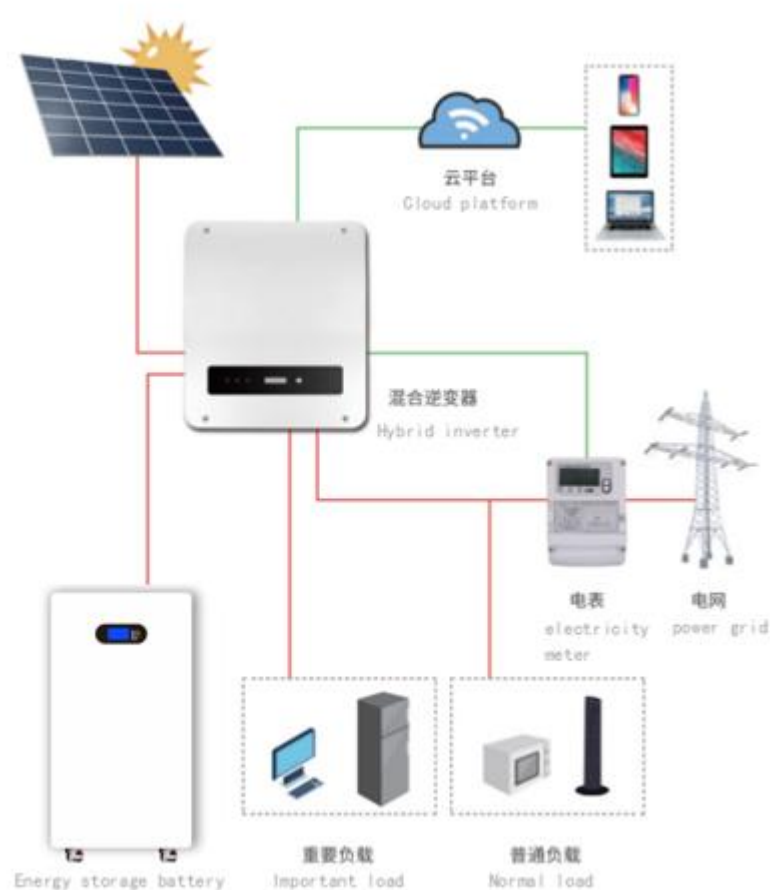 云平台
Cloud platform
混合逆变器
Hybrid inverter
电表
electricity
meter
电网
power grid
Energy storage battery
重要负载
Important load
普通负载
Normal load